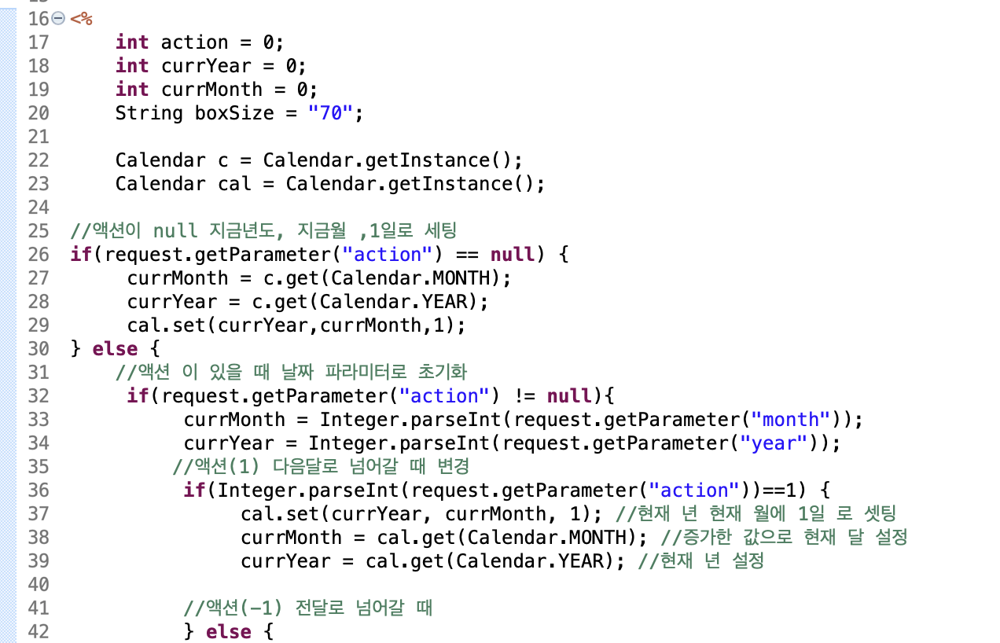 16 <%
17 int action = 0;
18 int currYear = 0;
19 int currMonth = 0;
20 String boxSize = "70";
21
22 Calendar c = Calendar.getInstance();
23 Calendar cal = Calendar.getInstance();
24
25 //액션이 null 지금년도, 지금월 ,1일로 세팅
26 if(request.getParameter("action") == null) {
27 currMonth = c.get(Calendar.MONTH);
28 currYear = c.get(Calendar.YEAR);
29 cal.set(currYear,currMonth,1);
30 } else {
31 //액션 이 있을 때 날짜 파라미터로 초기화
32 if(request.getParameter("action") != null){
33 currMonth = Integer.parseInt(request.getParameter("month"));
34 currYear = Integer.parseInt(request.getParameter("year"));
35 //액션(1) 다음달로 넘어갈 때 변경
36 if(Integer.parseInt(request.getParameter("action"))==1) {
37 cal.set(currYear, currMonth, 1); //현재 년 현재 월에 1일 로 셋팅
38 currMonth = cal.get(Calendar.MONTH); //증가한 값으로 현재 달 설정
39 currYear = cal.get(Calendar.YEAR); //현재 년 설정
40
41 //액션(-1) 전달로 넘어갈 때
42 } else {